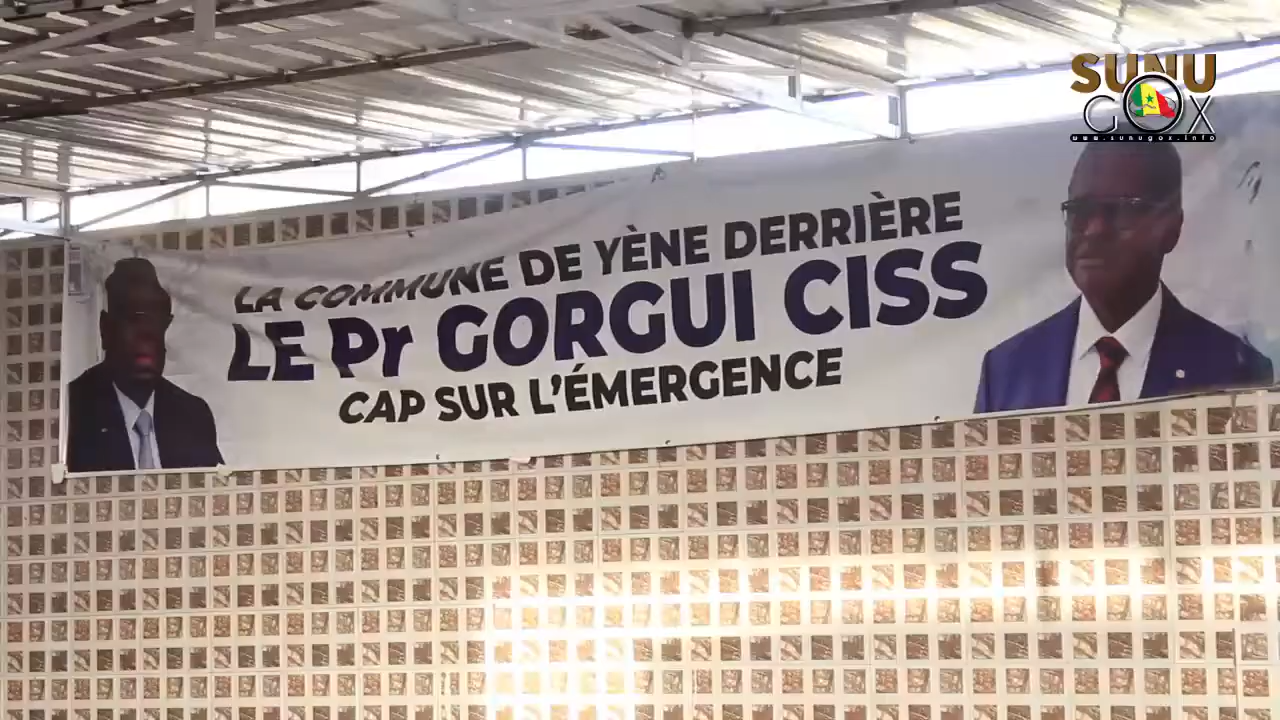 SUNU
GOX
www.sunugox.info
LA COMMUNE DE YÈNE DERRIÈRE
LE Pr GORGUI CISS
CAP SUR L'ÉMERGENCE